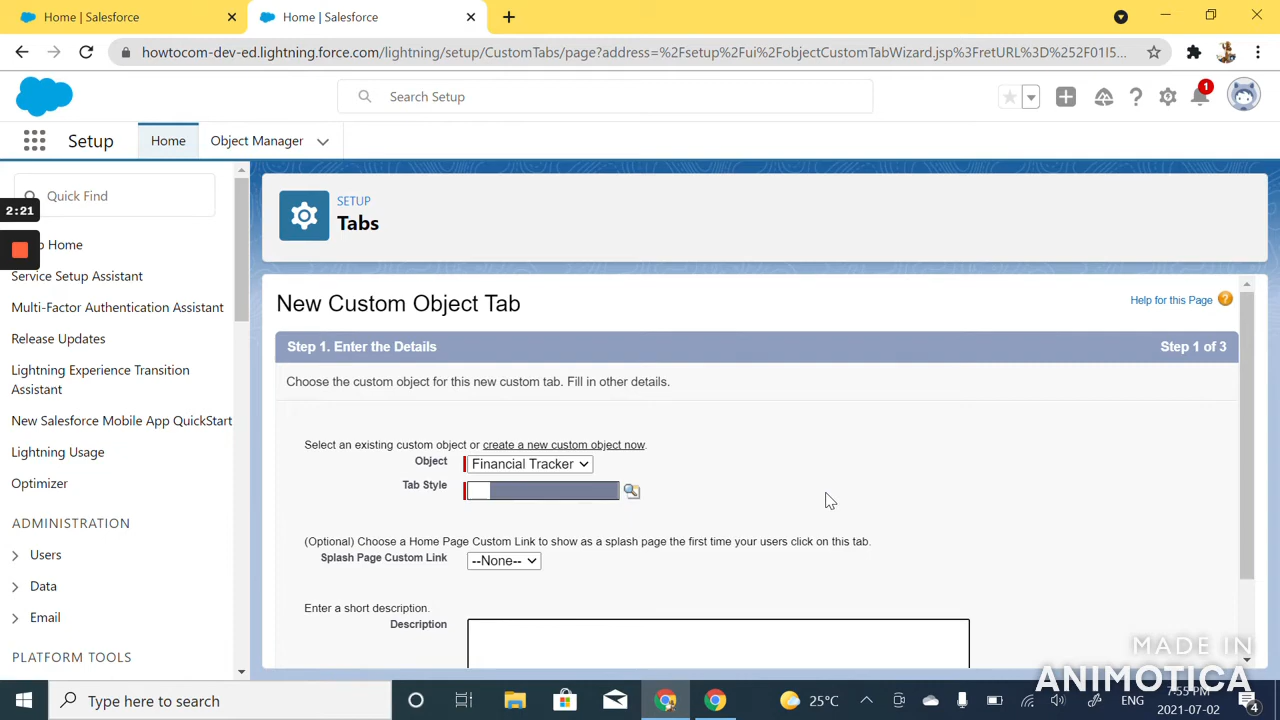 Home | Salesforce
Home | Salesforce
howtocom-dev-ed.lightning.force.com/lightning/setup/CustomTabs/page?address=%2Fsetup%2Fui%2FobjectCustomTabWizard.jsp%3FretURL%3D%252F01I5...
Search Setup
1
Setup
Home
Object Manager
Quick Find
2:21
Home
Service Setup Assistant
Multi-Factor Authentication Assistant
Release Updates
Lightning Experience Transition
Assistant
New Salesforce Mobile App QuickStart
Lightning Usage
Optimizer
ADMINISTRATION
Users
Data
Email
PLATFORM TOOLS
SETUP
Tabs
New Custom Object Tab
Help for this Page
Step 1. Enter the Details
Step 1 of 3
Choose the custom object for this new custom tab. Fill in other details.
Select an existing custom object or create a new custom object now.
Object
Financial Tracker
Tab Style
(Optional) Choose a Home Page Custom Link to show as a splash page the first time your users click on this tab.
Splash Page Custom Link
--None--
Enter a short description.
Description
MADE IN
ANIMOTICA
Type here to search
25°C
ENG
7:55 PM
2021-07-02
4